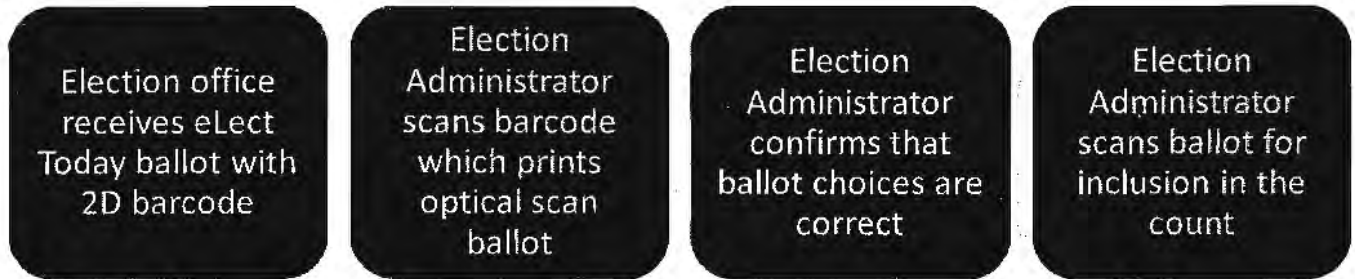 Election office
receives eLect
Today ballot with
2D barcode
Election
Administrator
scans barcode
which prints
optical scan
ballot
Election
Administrator
confirms that
ballot choices are
correct
Election
Administrator
scans ballot for
inclusion in the
count